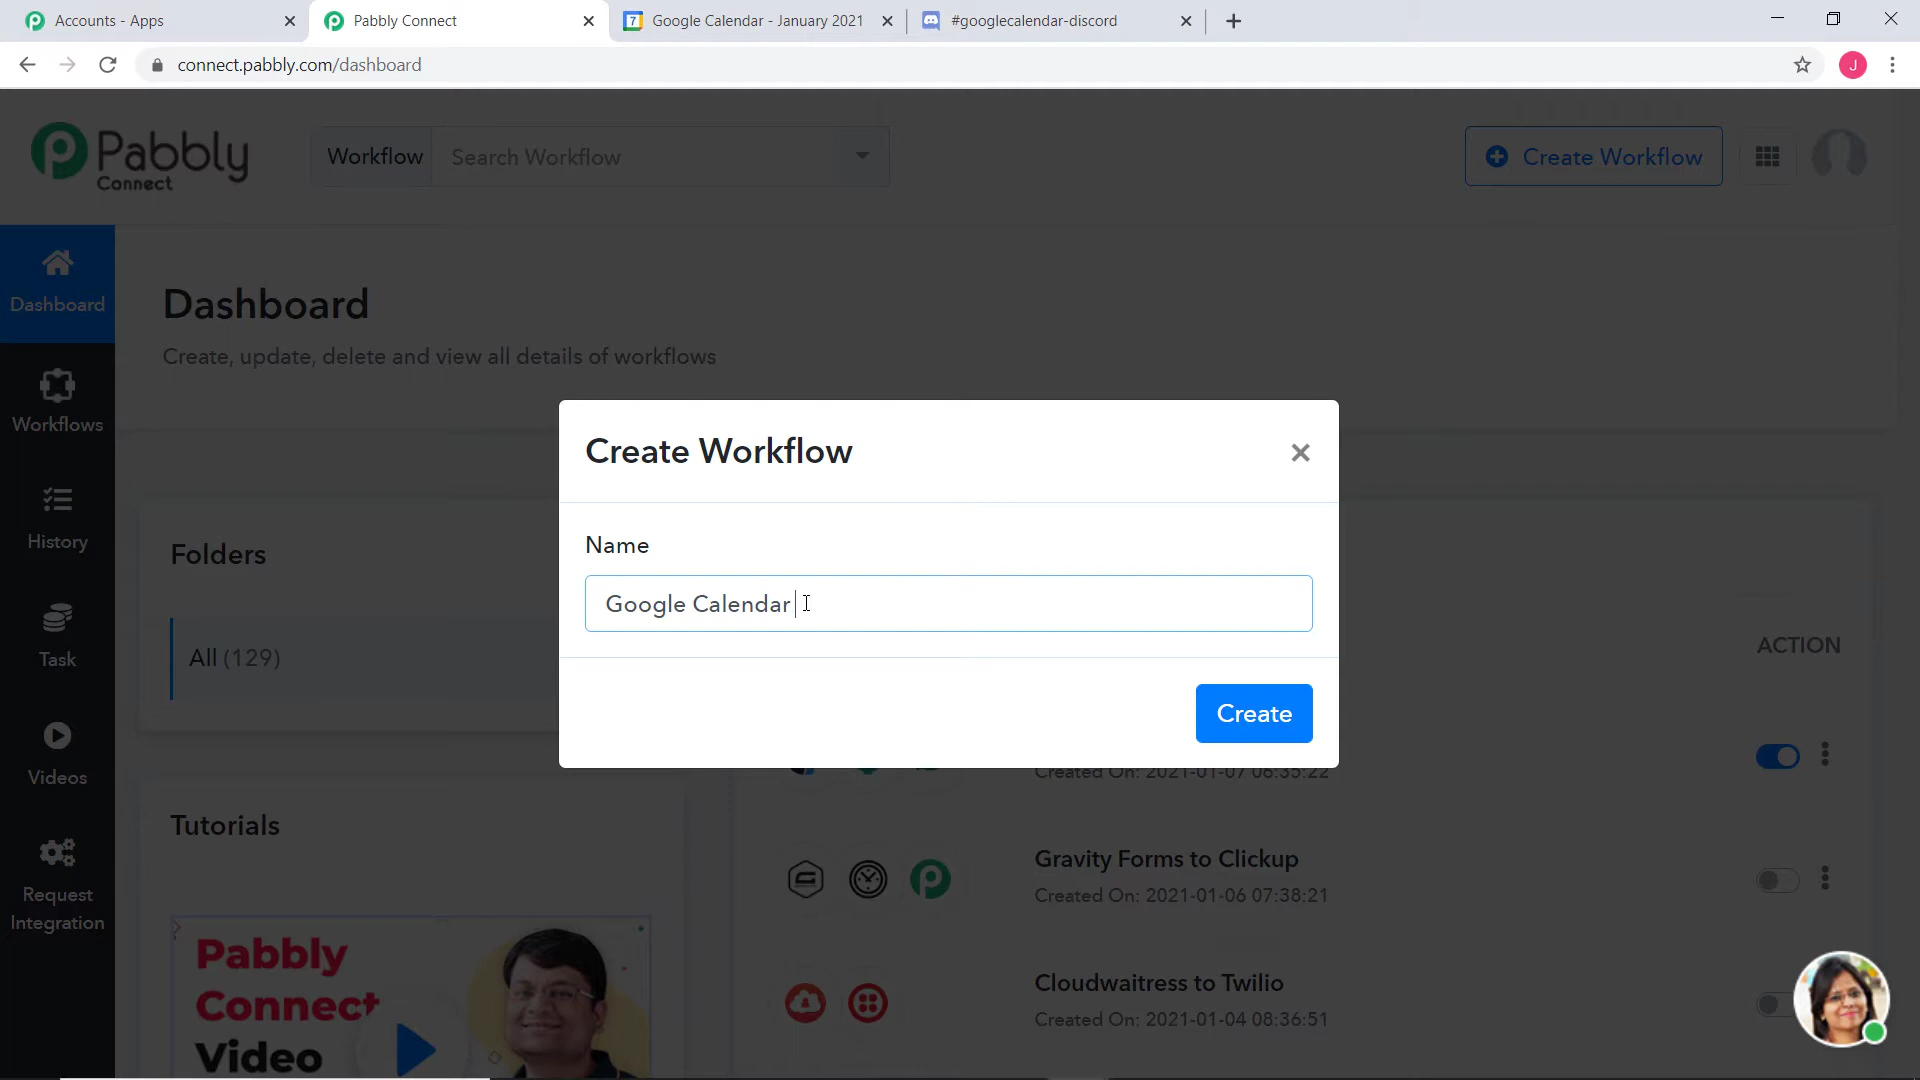 Accounts - Apps
Pabbly Connect
7 Google Calendar - January 2021
#googlecalendar-discord
connect.pabbly.com/dashboard
J
Pabbly
Connect
Workflow
Search Workflow
Create Workflow
Dashboard
Dashboard
Create, update, delete and view all details of workflows
Workflows
Create Workflow
History
Name
Folders
Google Calendar
Task
All (129)
ACTION
Create
Videos
Created On: 2021-01-07 06:35:22
Tutorials
Gravity Forms to Clickup
Created On: 2021-01-06 07:38:21
Request
Integration
Pabbly
Connect
Video
Cloudwaitress to Twilio
Created On: 2021-01-04 08:36:51